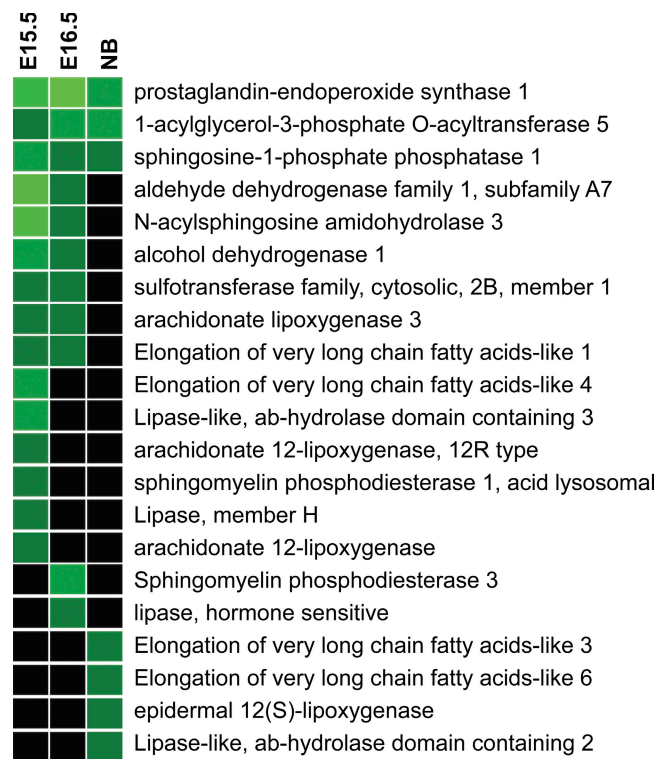 E15.5 E16.5 NB
prostaglandin-endoperoxide synthase 1
1-acylglycerol-3-phosphate O-acyltransferase 5
sphingosine-1-phosphate phosphatase 1
aldehyde dehydrogenase family 1, subfamily A7
N-acylsphingosine amidohydrolase 3
alcohol dehydrogenase 1
sulfotransferase family, cytosolic, 2B, member 1
arachidonate lipoxygenase 3
Elongation of very long chain fatty acids-like 1
Elongation of very long chain fatty acids-like 4
Lipase-like, ab-hydrolase domain containing 3
arachidonate 12-lipoxygenase, 12R type
sphingomyelin phosphodiesterase 1, acid lysosomal
Lipase, member H
arachidonate 12-lipoxygenase
Sphingomyelin phosphodiesterase 3
lipase, hormone sensitive
Elongation of very long chain fatty acids-like 3
Elongation of very long chain fatty acids-like 6
epidermal 12(S)-lipoxygenase
Lipase-like, ab-hydrolase domain containing 2